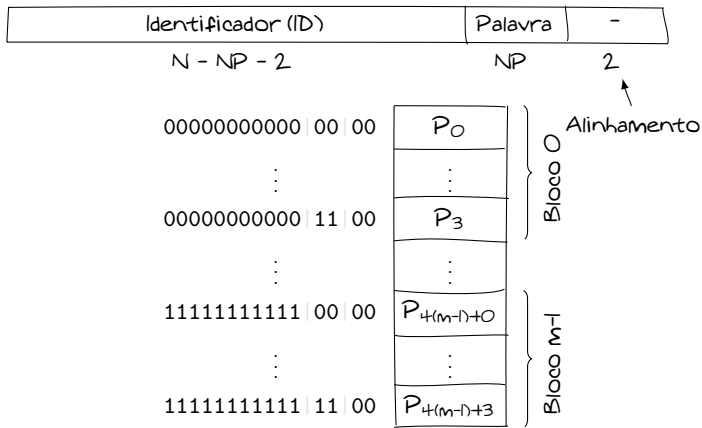 Identificador (ID) Palavra -
N - NP - 2 NP 2
Alinhamento
00000000000 00 00 P0
⋮ ⋮
00000000000 11 00 P3
Bloco 0
⋮ ⋮
11111111111 00 00 P4(m-1)+0
⋮ ⋮
11111111111 11 00 P4(m-1)+3
Bloco m-1